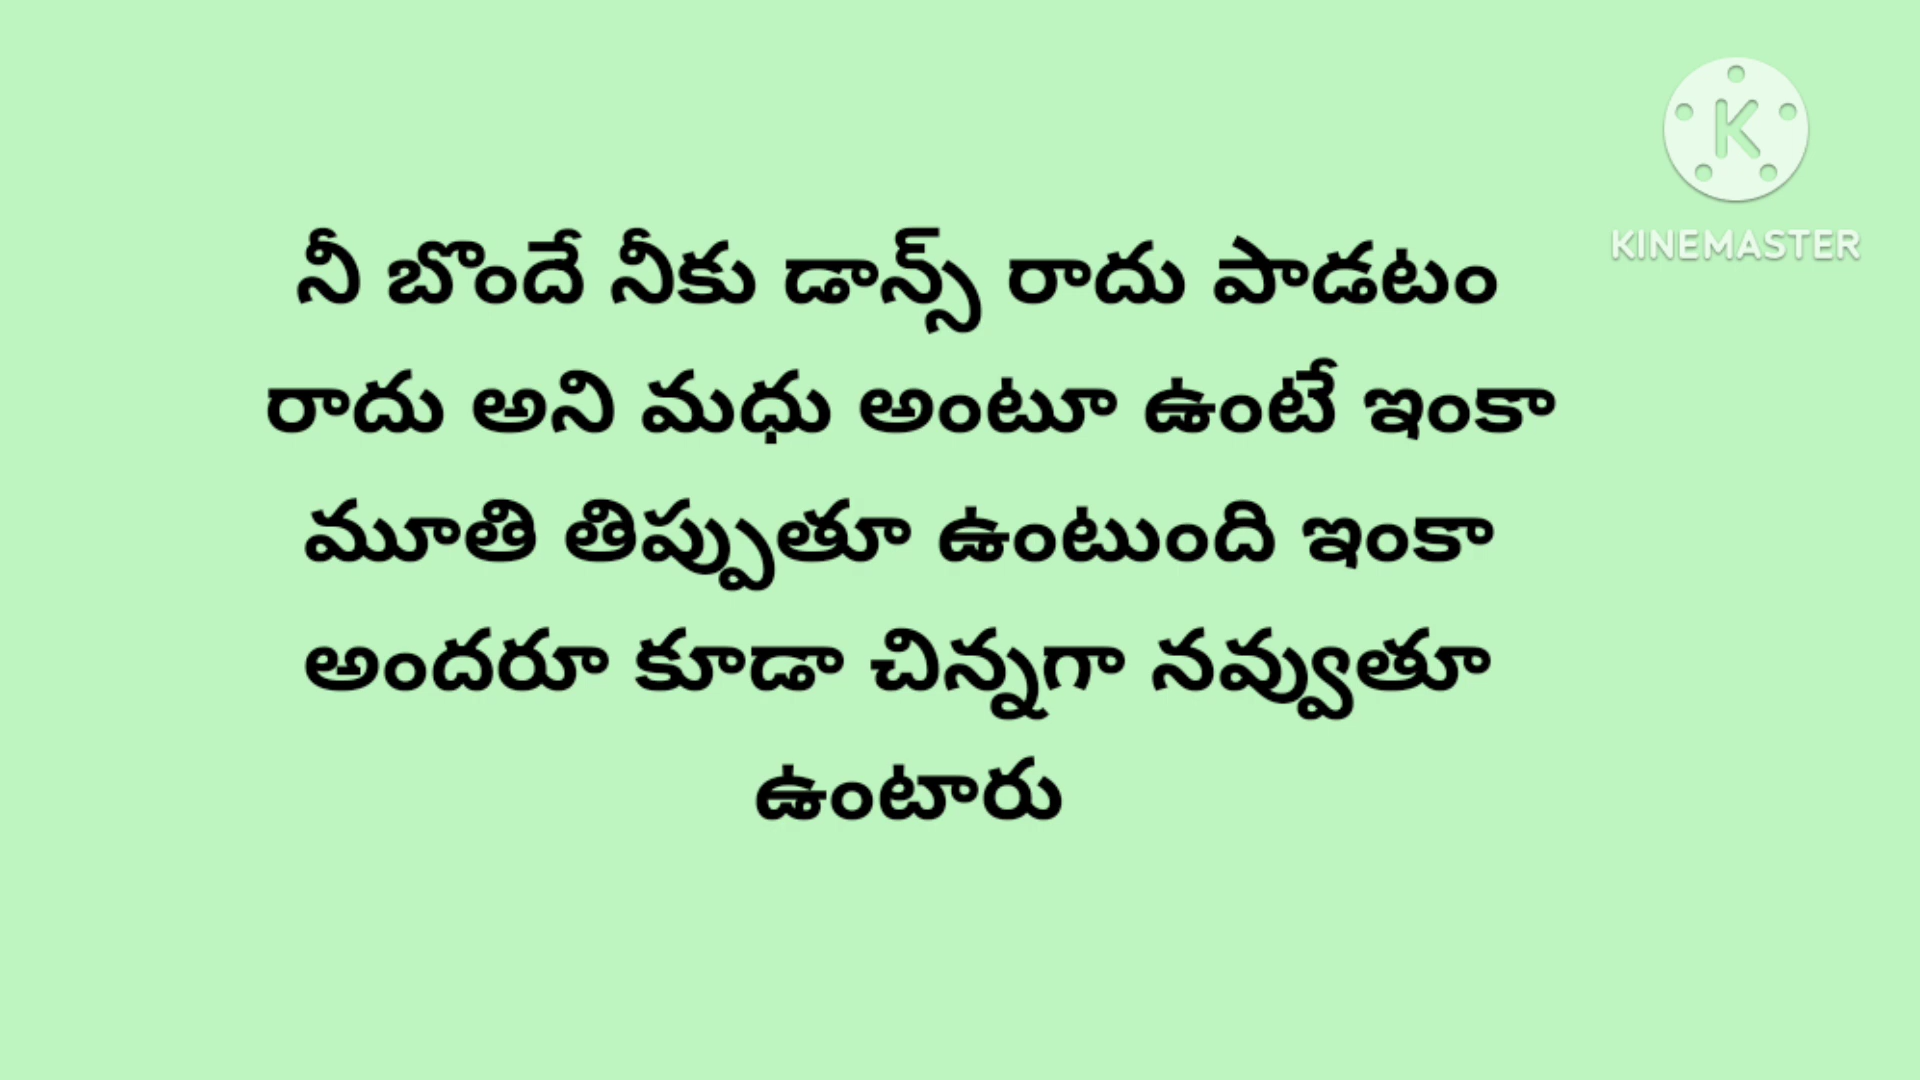 KINEMASTER
నీ బొందే నీకు డాన్స్ రాదు పాడటం
రాదు అని మధు అంటూ ఉంటే ఇంకా
మూతి తిప్పుతూ ఉంటుంది ఇంకా
అందరూ కూడా చిన్నగా నవ్వుతూ
ఉంటారు